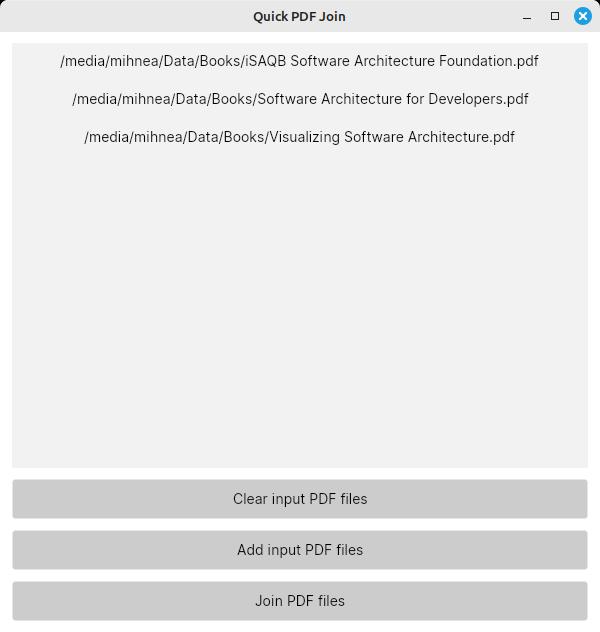 Quick PDF Join
/media/mihnea/Data/Books/iSAQB Software Architecture Foundation.pdf
/media/mihnea/Data/Books/Software Architecture for Developers.pdf
/media/mihnea/Data/Books/Visualizing Software Architecture.pdf
Clear input PDF files
Add input PDF files
Join PDF files